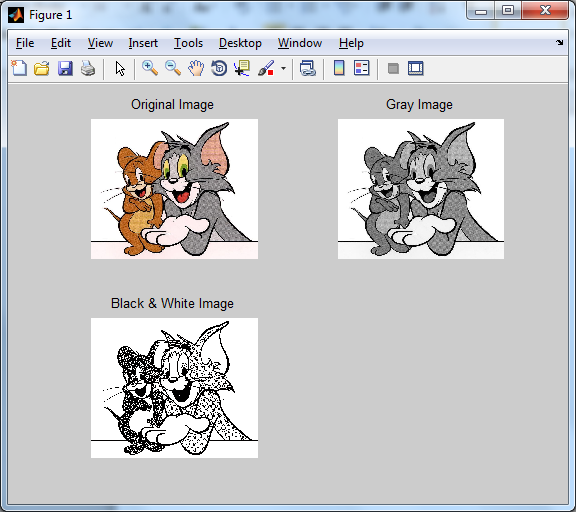 Figure 1
File Edit View Insert Tools Desktop Window Help
Original Image Gray Image
Black & White Image